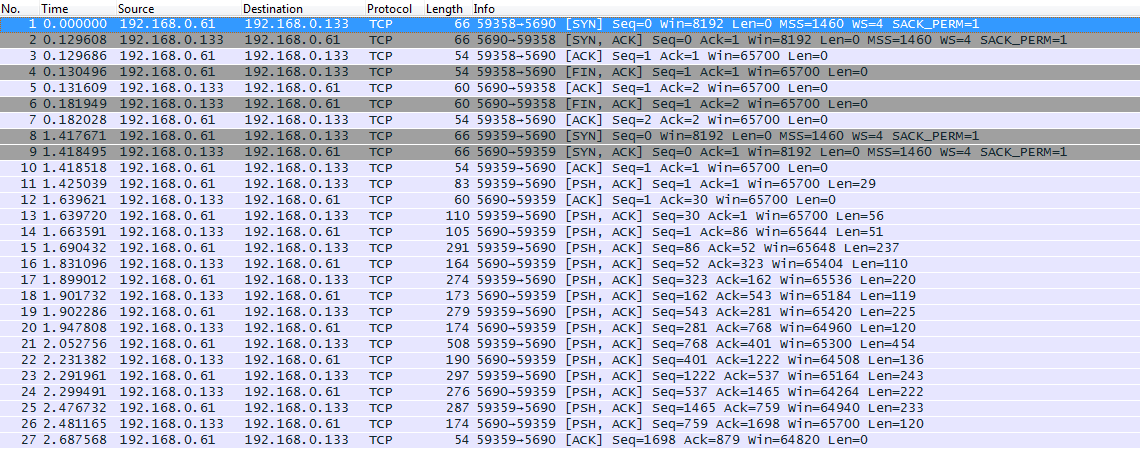 No. Time Source Destination Protocol Length Info
1 0.000000 192.168.0.61 192.168.0.133 TCP 66 59358→5690 [SYN] Seq=0 Win=8192 Len=0 MSS=1460 WS=4 SACK_PERM=1
2 0.129608 192.168.0.133 192.168.0.61 TCP 66 5690→59358 [SYN, ACK] Seq=0 Ack=1 Win=8192 Len=0 MSS=1460 WS=4 SACK_PERM=1
3 0.129686 192.168.0.61 192.168.0.133 TCP 54 59358→5690 [ACK] Seq=1 Ack=1 Win=65700 Len=0
4 0.130496 192.168.0.61 192.168.0.133 TCP 54 59358→5690 [FIN, ACK] Seq=1 Ack=1 Win=65700 Len=0
5 0.131609 192.168.0.133 192.168.0.61 TCP 60 5690→59358 [ACK] Seq=1 Ack=2 Win=65700 Len=0
6 0.181949 192.168.0.133 192.168.0.61 TCP 60 5690→59358 [FIN, ACK] Seq=1 Ack=2 Win=65700 Len=0
7 0.182028 192.168.0.61 192.168.0.133 TCP 54 59358→5690 [ACK] Seq=2 Ack=2 Win=65700 Len=0
8 1.417671 192.168.0.61 192.168.0.133 TCP 66 59359→5690 [SYN] Seq=0 Win=8192 Len=0 MSS=1460 WS=4 SACK_PERM=1
9 1.418495 192.168.0.133 192.168.0.61 TCP 66 5690→59359 [SYN, ACK] Seq=0 Ack=1 Win=8192 Len=0 MSS=1460 WS=4 SACK_PERM=1
10 1.418518 192.168.0.61 192.168.0.133 TCP 54 59359→5690 [ACK] Seq=1 Ack=1 Win=65700 Len=0
11 1.425039 192.168.0.61 192.168.0.133 TCP 83 59359→5690 [PSH, ACK] Seq=1 Ack=1 Win=65700 Len=29
12 1.639621 192.168.0.133 192.168.0.61 TCP 60 5690→59359 [ACK] Seq=1 Ack=30 Win=65700 Len=0
13 1.639720 192.168.0.61 192.168.0.133 TCP 110 59359→5690 [PSH, ACK] Seq=30 Ack=1 Win=65700 Len=56
14 1.663591 192.168.0.133 192.168.0.61 TCP 105 5690→59359 [PSH, ACK] Seq=1 Ack=86 Win=65644 Len=51
15 1.690432 192.168.0.61 192.168.0.133 TCP 291 59359→5690 [PSH, ACK] Seq=86 Ack=52 Win=65648 Len=237
16 1.831096 192.168.0.133 192.168.0.61 TCP 164 5690→59359 [PSH, ACK] Seq=52 Ack=323 Win=65404 Len=110
17 1.899012 192.168.0.61 192.168.0.133 TCP 274 59359→5690 [PSH, ACK] Seq=323 Ack=162 Win=65536 Len=220
18 1.901732 192.168.0.133 192.168.0.61 TCP 173 5690→59359 [PSH, ACK] Seq=162 Ack=543 Win=65184 Len=119
19 1.902286 192.168.0.61 192.168.0.133 TCP 279 59359→5690 [PSH, ACK] Seq=543 Ack=281 Win=65420 Len=225
20 1.947808 192.168.0.133 192.168.0.61 TCP 174 5690→59359 [PSH, ACK] Seq=281 Ack=768 Win=64960 Len=120
21 2.052756 192.168.0.61 192.168.0.133 TCP 508 59359→5690 [PSH, ACK] Seq=768 Ack=401 Win=65300 Len=454
22 2.231382 192.168.0.133 192.168.0.61 TCP 190 5690→59359 [PSH, ACK] Seq=401 Ack=1222 Win=64508 Len=136
23 2.291961 192.168.0.61 192.168.0.133 TCP 297 59359→5690 [PSH, ACK] Seq=1222 Ack=537 Win=65164 Len=243
24 2.299491 192.168.0.133 192.168.0.61 TCP 276 5690→59359 [PSH, ACK] Seq=537 Ack=1465 Win=64264 Len=222
25 2.476732 192.168.0.61 192.168.0.133 TCP 287 59359→5690 [PSH, ACK] Seq=1465 Ack=759 Win=64940 Len=233
26 2.481165 192.168.0.133 192.168.0.61 TCP 174 5690→59359 [PSH, ACK] Seq=759 Ack=1698 Win=65700 Len=120
27 2.687568 192.168.0.61 192.168.0.133 TCP 54 59359→5690 [ACK] Seq=1698 Ack=879 Win=64820 Len=0